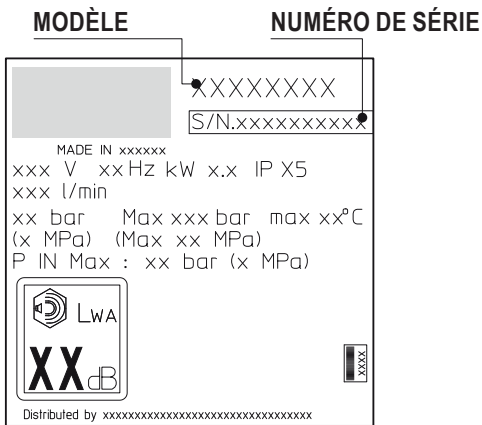 MODÈLE NUMÉRO DE SÉRIE
XXXXXXXX
S/N.xxxxxxxxxx
MADE IN xxxxxx
xxx V xx Hz kW x.x IP X5
xxx l/min
xx bar Max xxx bar max xx°C
(x MPa) (Max xx MPa)
P IN Max : xx bar (x MPa)
LWA
XX dB
xxxx
Distributed by xxxxxxxxxxxxxxxxxxxxxxxxxxxxxxxxx